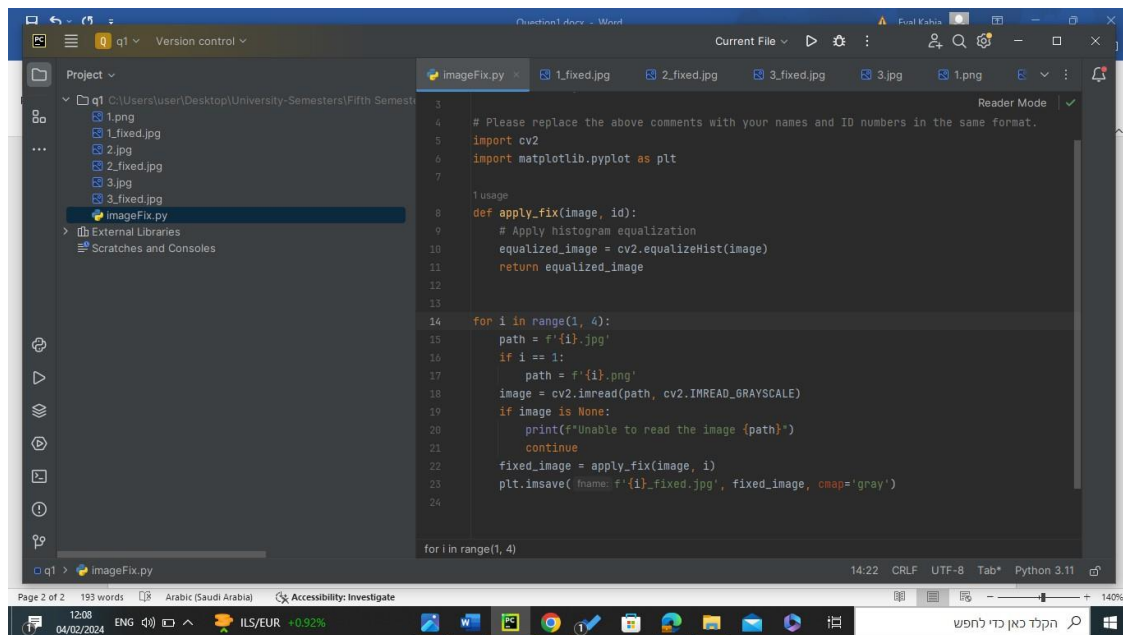 Question1.docx - Word
Eyal Kabia
q1
Version control
Current File
Project
imageFix.py
1_fixed.jpg
2_fixed.jpg
3_fixed.jpg
3.jpg
1.png
q1 C:\Users\user\Desktop\University-Semesters\Fifth Semest
1.png
1_fixed.jpg
2.jpg
2_fixed.jpg
3.jpg
3_fixed.jpg
imageFix.py
External Libraries
Scratches and Consoles
Reader Mode
3
4 # Please replace the above comments with your names and ID numbers in the same format.
5 import cv2
6 import matplotlib.pyplot as plt
7
1 usage
8 def apply_fix(image, id):
9 # Apply histogram equalization
10 equalized_image = cv2.equalizeHist(image)
11 return equalized_image
12
13
14 for i in range(1, 4):
15 path = f'{i}.jpg'
16 if i == 1:
17 path = f'{i}.png'
18 image = cv2.imread(path, cv2.IMREAD_GRAYSCALE)
19 if image is None:
20 print(f"Unable to read the image {path}")
21 continue
22 fixed_image = apply_fix(image, i)
23 plt.imsave( fname: f'{i}_fixed.jpg', fixed_image, cmap='gray')
24
for i in range(1, 4)
q1 > imageFix.py
14:22 CRLF UTF-8 Tab* Python 3.11
Page 2 of 2 193 words Arabic (Saudi Arabia) Accessibility: Investigate 140%
12:08
04/02/2024
ENG
ILS/EUR +0.92%
הקלד כאן כדי לחפש